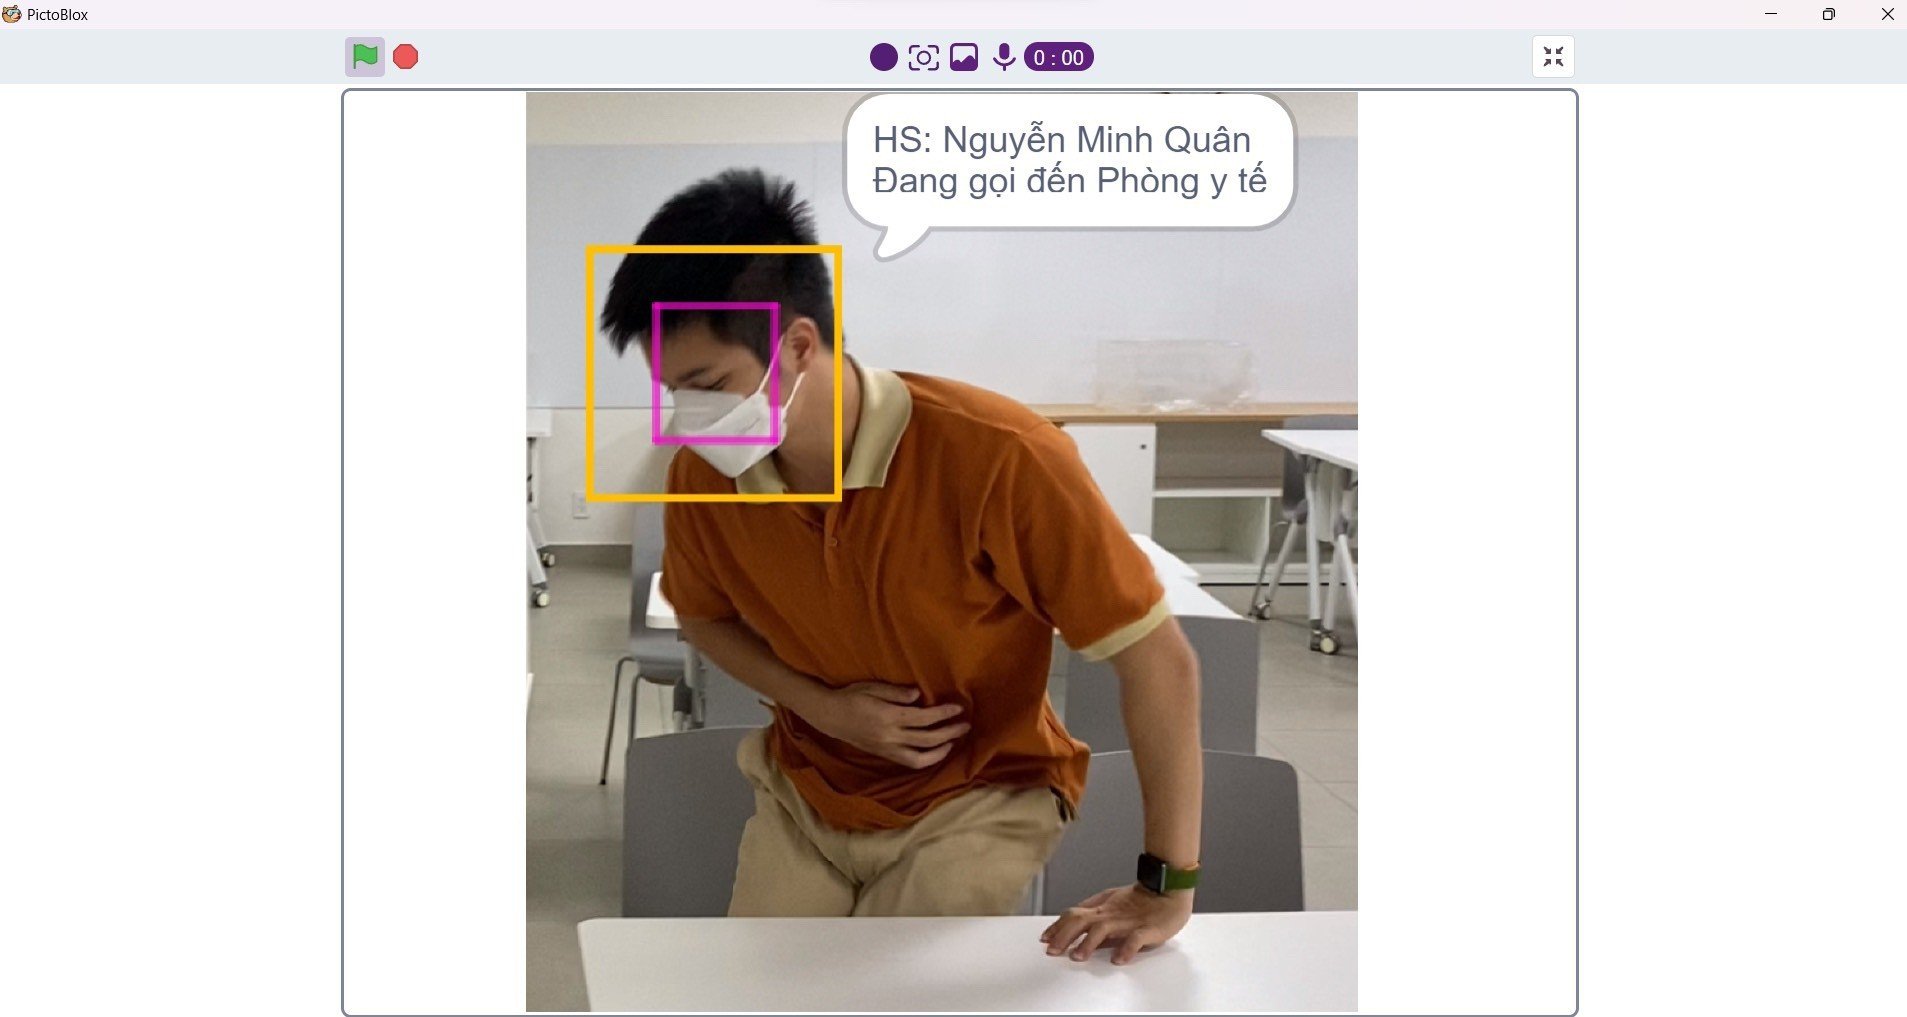 PictoBlox
0 : 00
HS: Nguyễn Minh Quân
Đang gọi đến Phòng y tế